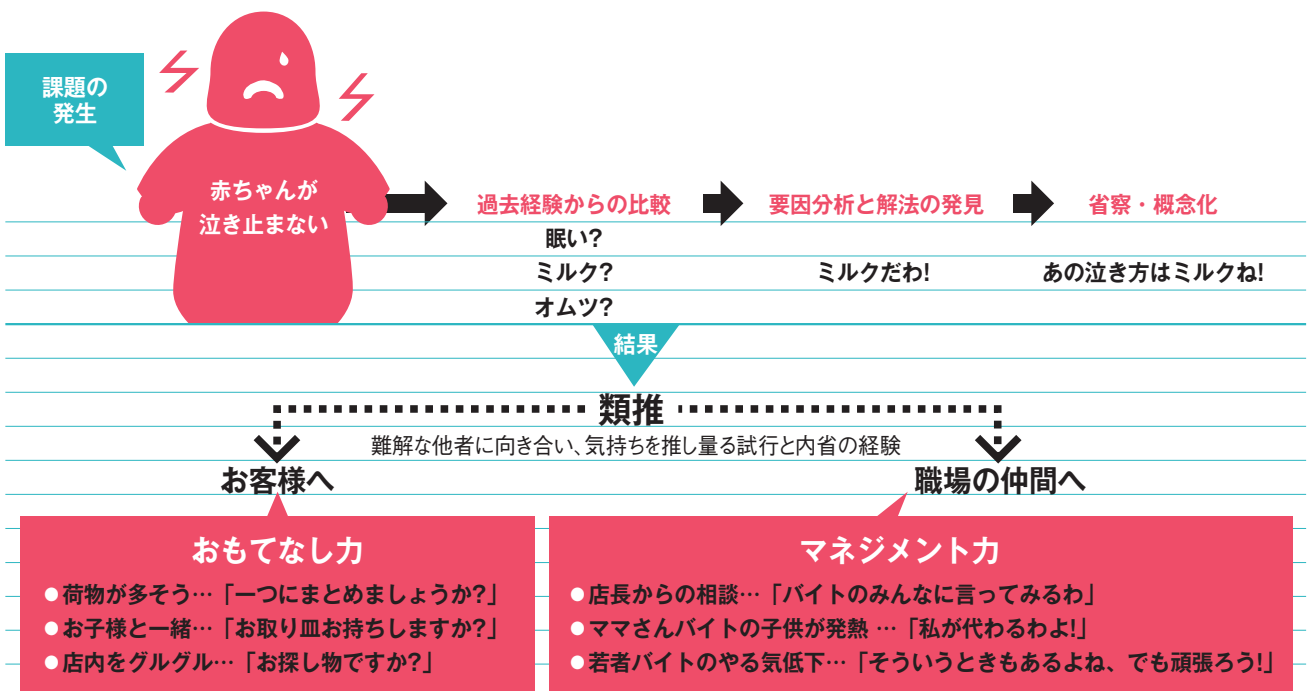 課題の
発生
赤ちゃんが
泣き止まない
過去経験からの比較
眠い?
ミルク?
オムツ?
要因分析と解法の発見
ミルクだわ!
省察・概念化
あの泣き方はミルクね!
結果
類推
難解な他者に向き合い、気持ちを推し量る試行と内省の経験
お客様へ
職場の仲間へ
おもてなし力
●荷物が多そう…「一つにまとめましょうか?」
●お子様と一緒…「お取り皿お持ちしますか?」
●店内をグルグル…「お探し物ですか?」
マネジメント力
●店長からの相談…「バイトのみんなに言ってみるわ」
●ママさんバイトの子供が発熱 …「私が代わるわよ!」
●若者バイトのやる気低下…「そういうときもあるよね、でも頑張ろう!」